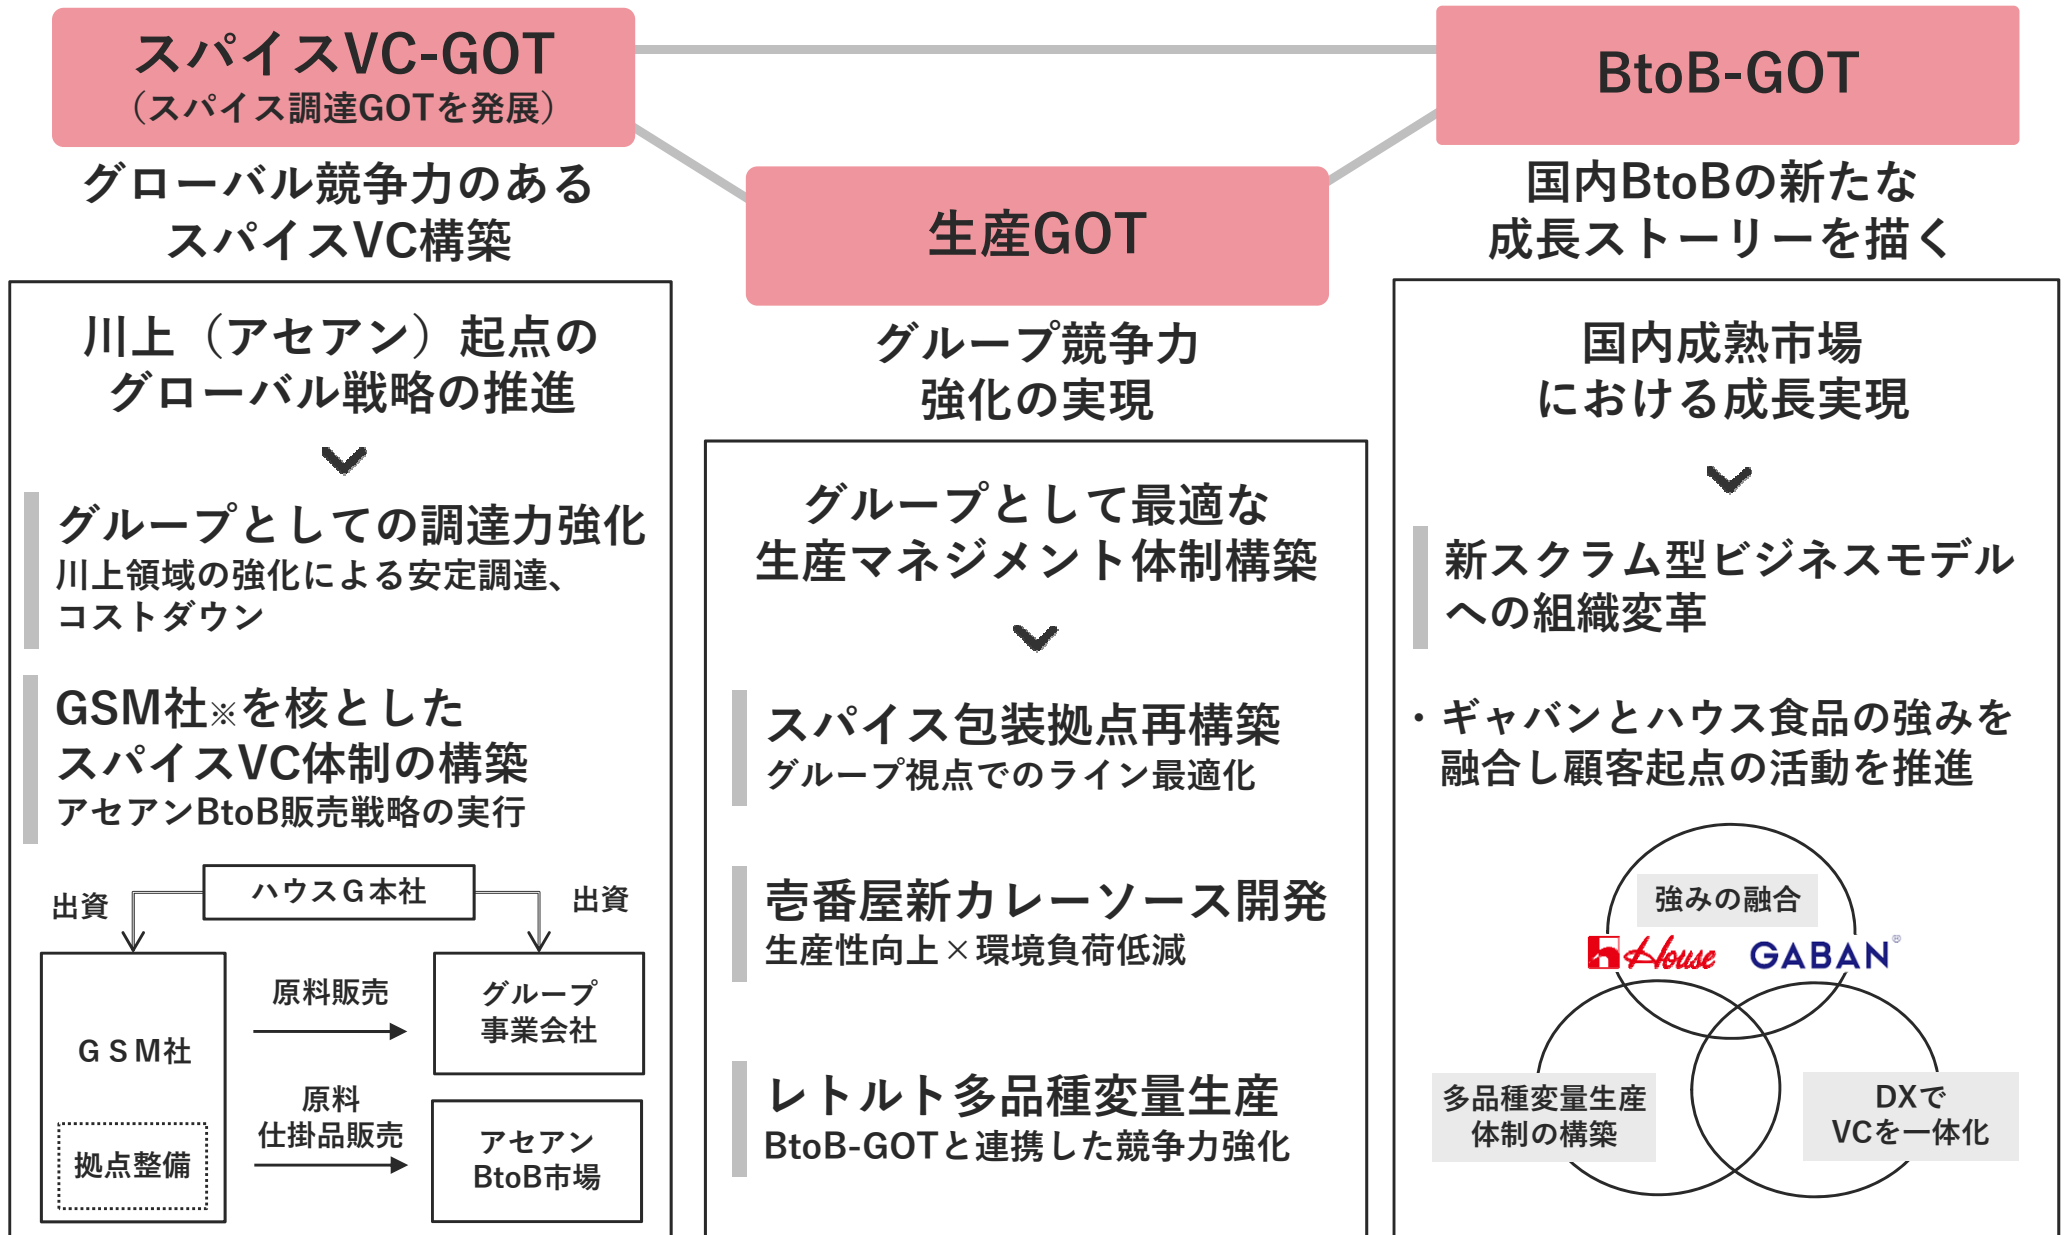 スパイスVC-GOT
（スパイス調達GOTを発展）
グローバル競争力のある
スパイスVC構築
川上（アセアン）起点の
グローバル戦略の推進
グループとしての調達力強化
川上領域の強化による安定調達、
コストダウン
GSM社※を核とした
スパイスVC体制の構築
アセアンBtoB販売戦略の実行
ハウスＧ本社
出資
出資
ＧＳＭ社
拠点整備
原料販売
グループ
事業会社
原料
仕掛品販売
アセアン
BtoB市場
生産GOT
グループ競争力
強化の実現
グループとして最適な
生産マネジメント体制構築
スパイス包装拠点再構築
グループ視点でのライン最適化
壱番屋新カレーソース開発
生産性向上×環境負荷低減
レトルト多品種変量生産
BtoB-GOTと連携した競争力強化
BtoB-GOT
国内BtoBの新たな
成長ストーリーを描く
国内成熟市場
における成長実現
新スクラム型ビジネスモデル
への組織変革
・ギャバンとハウス食品の強みを
融合し顧客起点の活動を推進
強みの融合
House GABAN®
多品種変量生産
体制の構築
DXで
VCを一体化